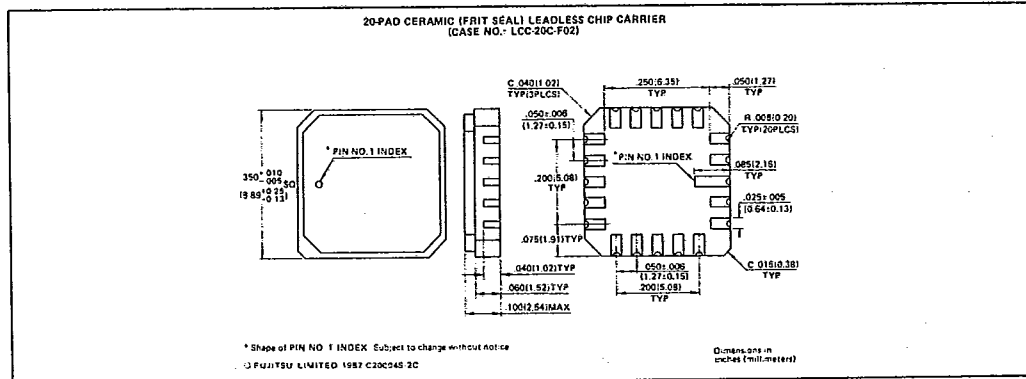 20-PAD CERAMIC (FRIT SEAL) LEADLESS CHIP CARRIER
(CASE NO.: LCC-20C-F02)
C .040(1.02)
TYP(3PLCS)
.250(6.35)
TYP
.050(1.27)
TYP
.050±.006
(1.27±0.15)
R .008(0.20)
TYP(20PLCS)
* PIN NO. 1 INDEX
* PIN NO. 1 INDEX
.085(2.16)
TYP
.350 +.010 -.005 SQ
(8.89 +0.25 -0.13)
.200(5.08)
TYP
.025±.005
(0.64±0.13)
.075(1.91)TYP
.040(1.02)TYP
.060(1.52)TYP
.100(2.54)MAX
.050±.006
(1.27±0.15)
.200(5.08)
TYP
C .015(0.38)
TYP
* Shape of PIN NO. 1 INDEX: Subject to change without notice
Dimensions in
inches (millimeters)
© FUJITSU LIMITED 1987 C20004S-2C